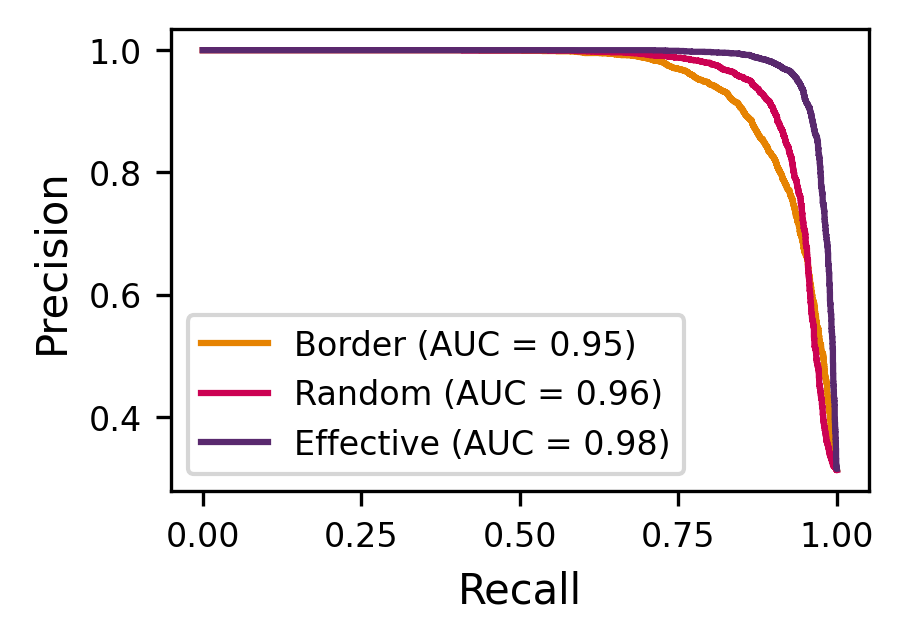 1.0
0.8
0.6
0.4
Precision
Border (AUC = 0.95)
Random (AUC = 0.96)
Effective (AUC = 0.98)
0.00 0.25 0.50 0.75 1.00
Recall